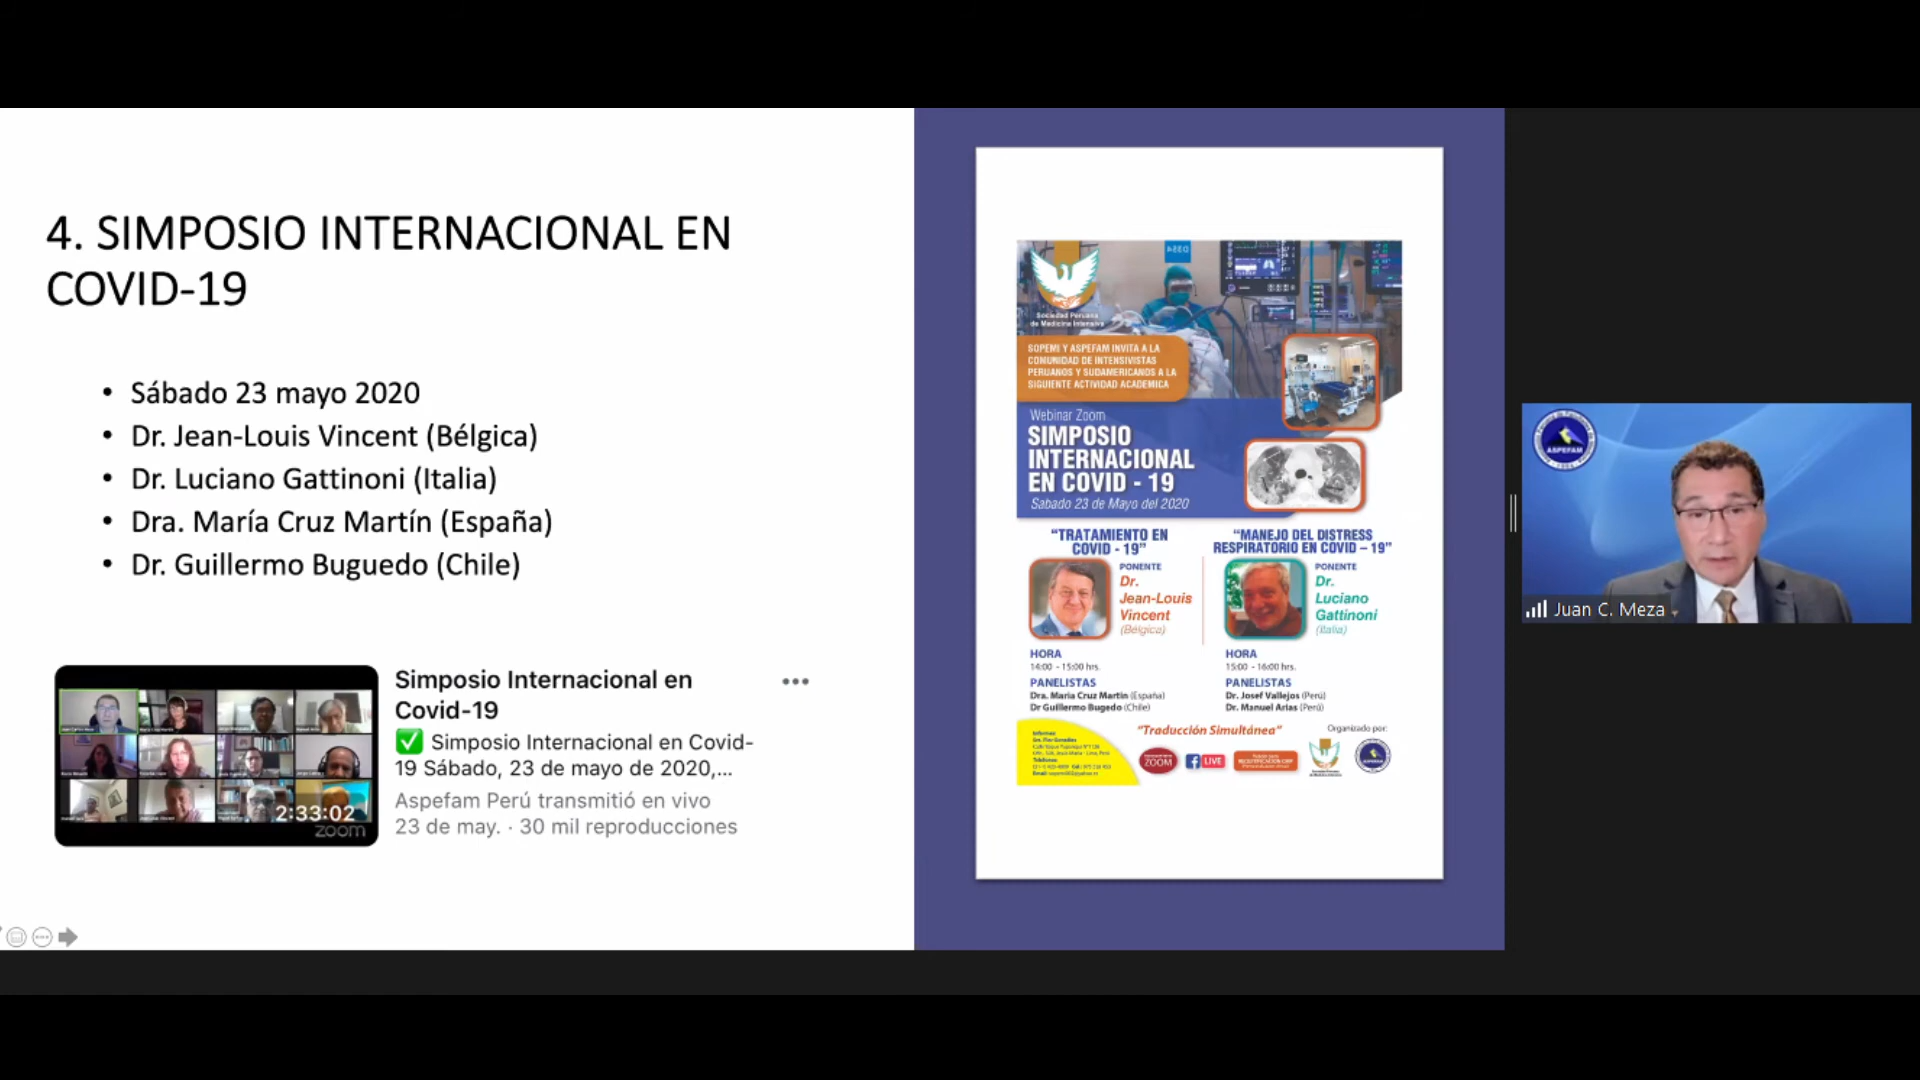 4. SIMPOSIO INTERNACIONAL EN
COVID-19
• Sábado 23 mayo 2020
• Dr. Jean-Louis Vincent (Bélgica)
• Dr. Luciano Gattinoni (Italia)
• Dra. María Cruz Martín (España)
• Dr. Guillermo Buguedo (Chile)
Simposio Internacional en
Covid-19
✅ Simposio Internacional en Covid-
19 Sábado, 23 de mayo de 2020,...
Aspefam Perú transmitió en vivo
23 de may. · 30 mil reproducciones
2:33:02
zoom
Sociedad Peruana
de Medicina Intensiva
SOPEMI Y ASPEFAM INVITA A LA
COMUNIDAD DE INTENSIVISTAS
PERUANOS Y SUDAMERICANOS A LA
SIGUIENTE ACTIVIDAD ACADEMICA
Webinar Zoom
SIMPOSIO
INTERNACIONAL
EN COVID - 19
Sabado 23 de Mayo del 2020
“TRATAMIENTO EN
COVID - 19”
PONENTE
Dr.
Jean-Louis
Vincent
(Bélgica)
HORA
14:00 - 15:00 hrs.
PANELISTAS
Dra. Maria Cruz Martin (España)
Dr Guillermo Bugedo (Chile)
“MANEJO DEL DISTRESS
RESPIRATORIO EN COVID – 19”
PONENTE
Dr.
Luciano
Gattinoni
(Italia)
HORA
15:00 - 16:00 hrs.
PANELISTAS
Dr. Josef Vallejos (Perú)
Dr. Manuel Arias (Perú)
“Traducción Simultánea”
Organizado por:
ZOOM
LIVE
ASPEFAM
Juan C. Meza